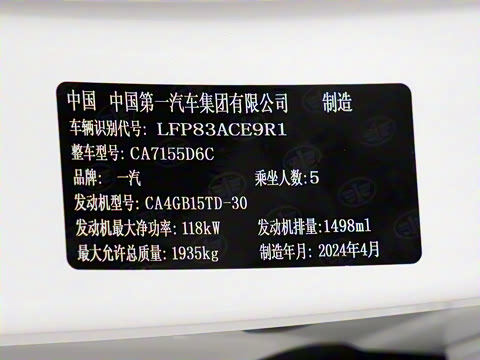 中国 中国第一汽车集团有限公司 制造
车辆识别代号: LFP83ACE9R1
整车型号: CA7155D6C
品牌: 一汽 乘坐人数: 5
发动机型号: CA4GB15TD-30
发动机最大净功率: 118kW 发动机排量: 1498ml
最大允许总质量: 1935kg 制造年月: 2024年4月